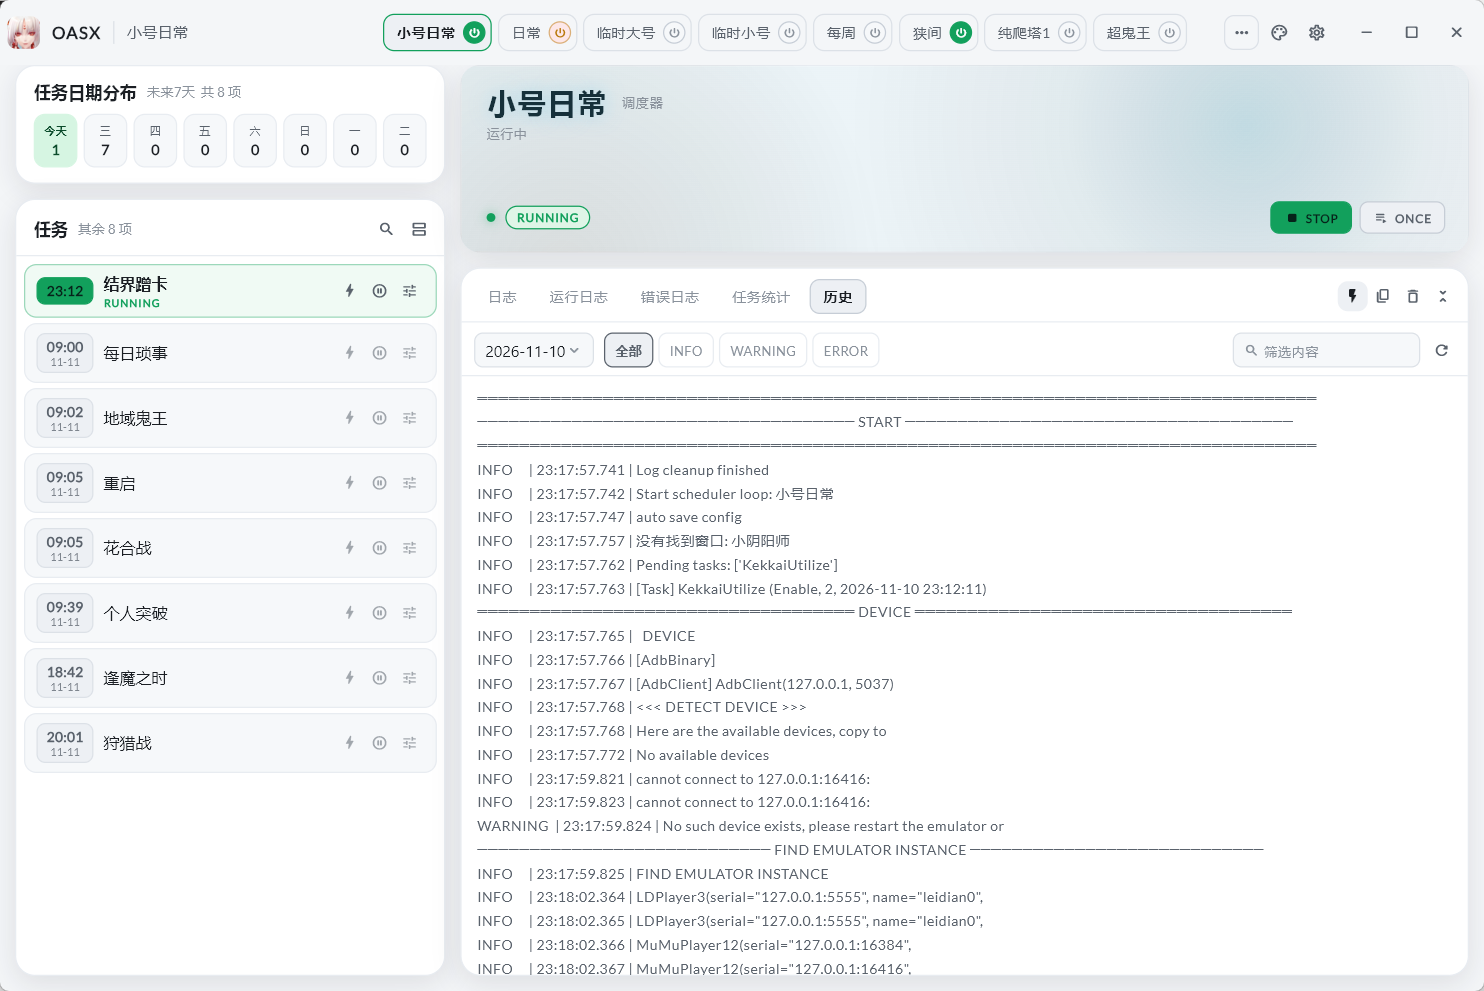 OASX 小号日常
小号日常 日常 临时大号 临时小号 每周 狭间 纯爬塔1 超鬼王
任务日期分布 未来7天 共 8 项
今天 三 四 五 六 日 一 二
1 7 0 0 0 0 0 0
任务 其余 8 项
23:12 结界蹭卡
RUNNING
09:00 每日琐事
11-11
09:02 地域鬼王
11-11
09:05 重启
11-11
09:05 花合战
11-11
09:39 个人突破
11-11
18:42 逢魔之时
11-11
20:01 狩猎战
11-11
小号日常 调度器
运行中
RUNNING
STOP ONCE
日志 运行日志 错误日志 任务统计 历史
2026-11-10 全部 INFO WARNING ERROR 筛选内容
START
INFO | 23:17:57.741 | Log cleanup finished
INFO | 23:17:57.742 | Start scheduler loop: 小号日常
INFO | 23:17:57.747 | auto save config
INFO | 23:17:57.757 | 没有找到窗口: 小阴阳师
INFO | 23:17:57.762 | Pending tasks: ['KekkaiUtilize']
INFO | 23:17:57.763 | [Task] KekkaiUtilize (Enable, 2, 2026-11-10 23:12:11)
DEVICE
INFO | 23:17:57.765 | DEVICE
INFO | 23:17:57.766 | [AdbBinary]
INFO | 23:17:57.767 | [AdbClient] AdbClient(127.0.0.1, 5037)
INFO | 23:17:57.768 | <<< DETECT DEVICE >>>
INFO | 23:17:57.768 | Here are the available devices, copy to
INFO | 23:17:57.772 | No available devices
INFO | 23:17:59.821 | cannot connect to 127.0.0.1:16416:
INFO | 23:17:59.823 | cannot connect to 127.0.0.1:16416:
WARNING | 23:17:59.824 | No such device exists, please restart the emulator or
FIND EMULATOR INSTANCE
INFO | 23:17:59.825 | FIND EMULATOR INSTANCE
INFO | 23:18:02.364 | LDPlayer3(serial="127.0.0.1:5555", name="leidian0",
INFO | 23:18:02.365 | LDPlayer3(serial="127.0.0.1:5555", name="leidian0",
INFO | 23:18:02.366 | MuMuPlayer12(serial="127.0.0.1:16384",
INFO | 23:18:02.367 | MuMuPlayer12(serial="127.0.0.1:16416",